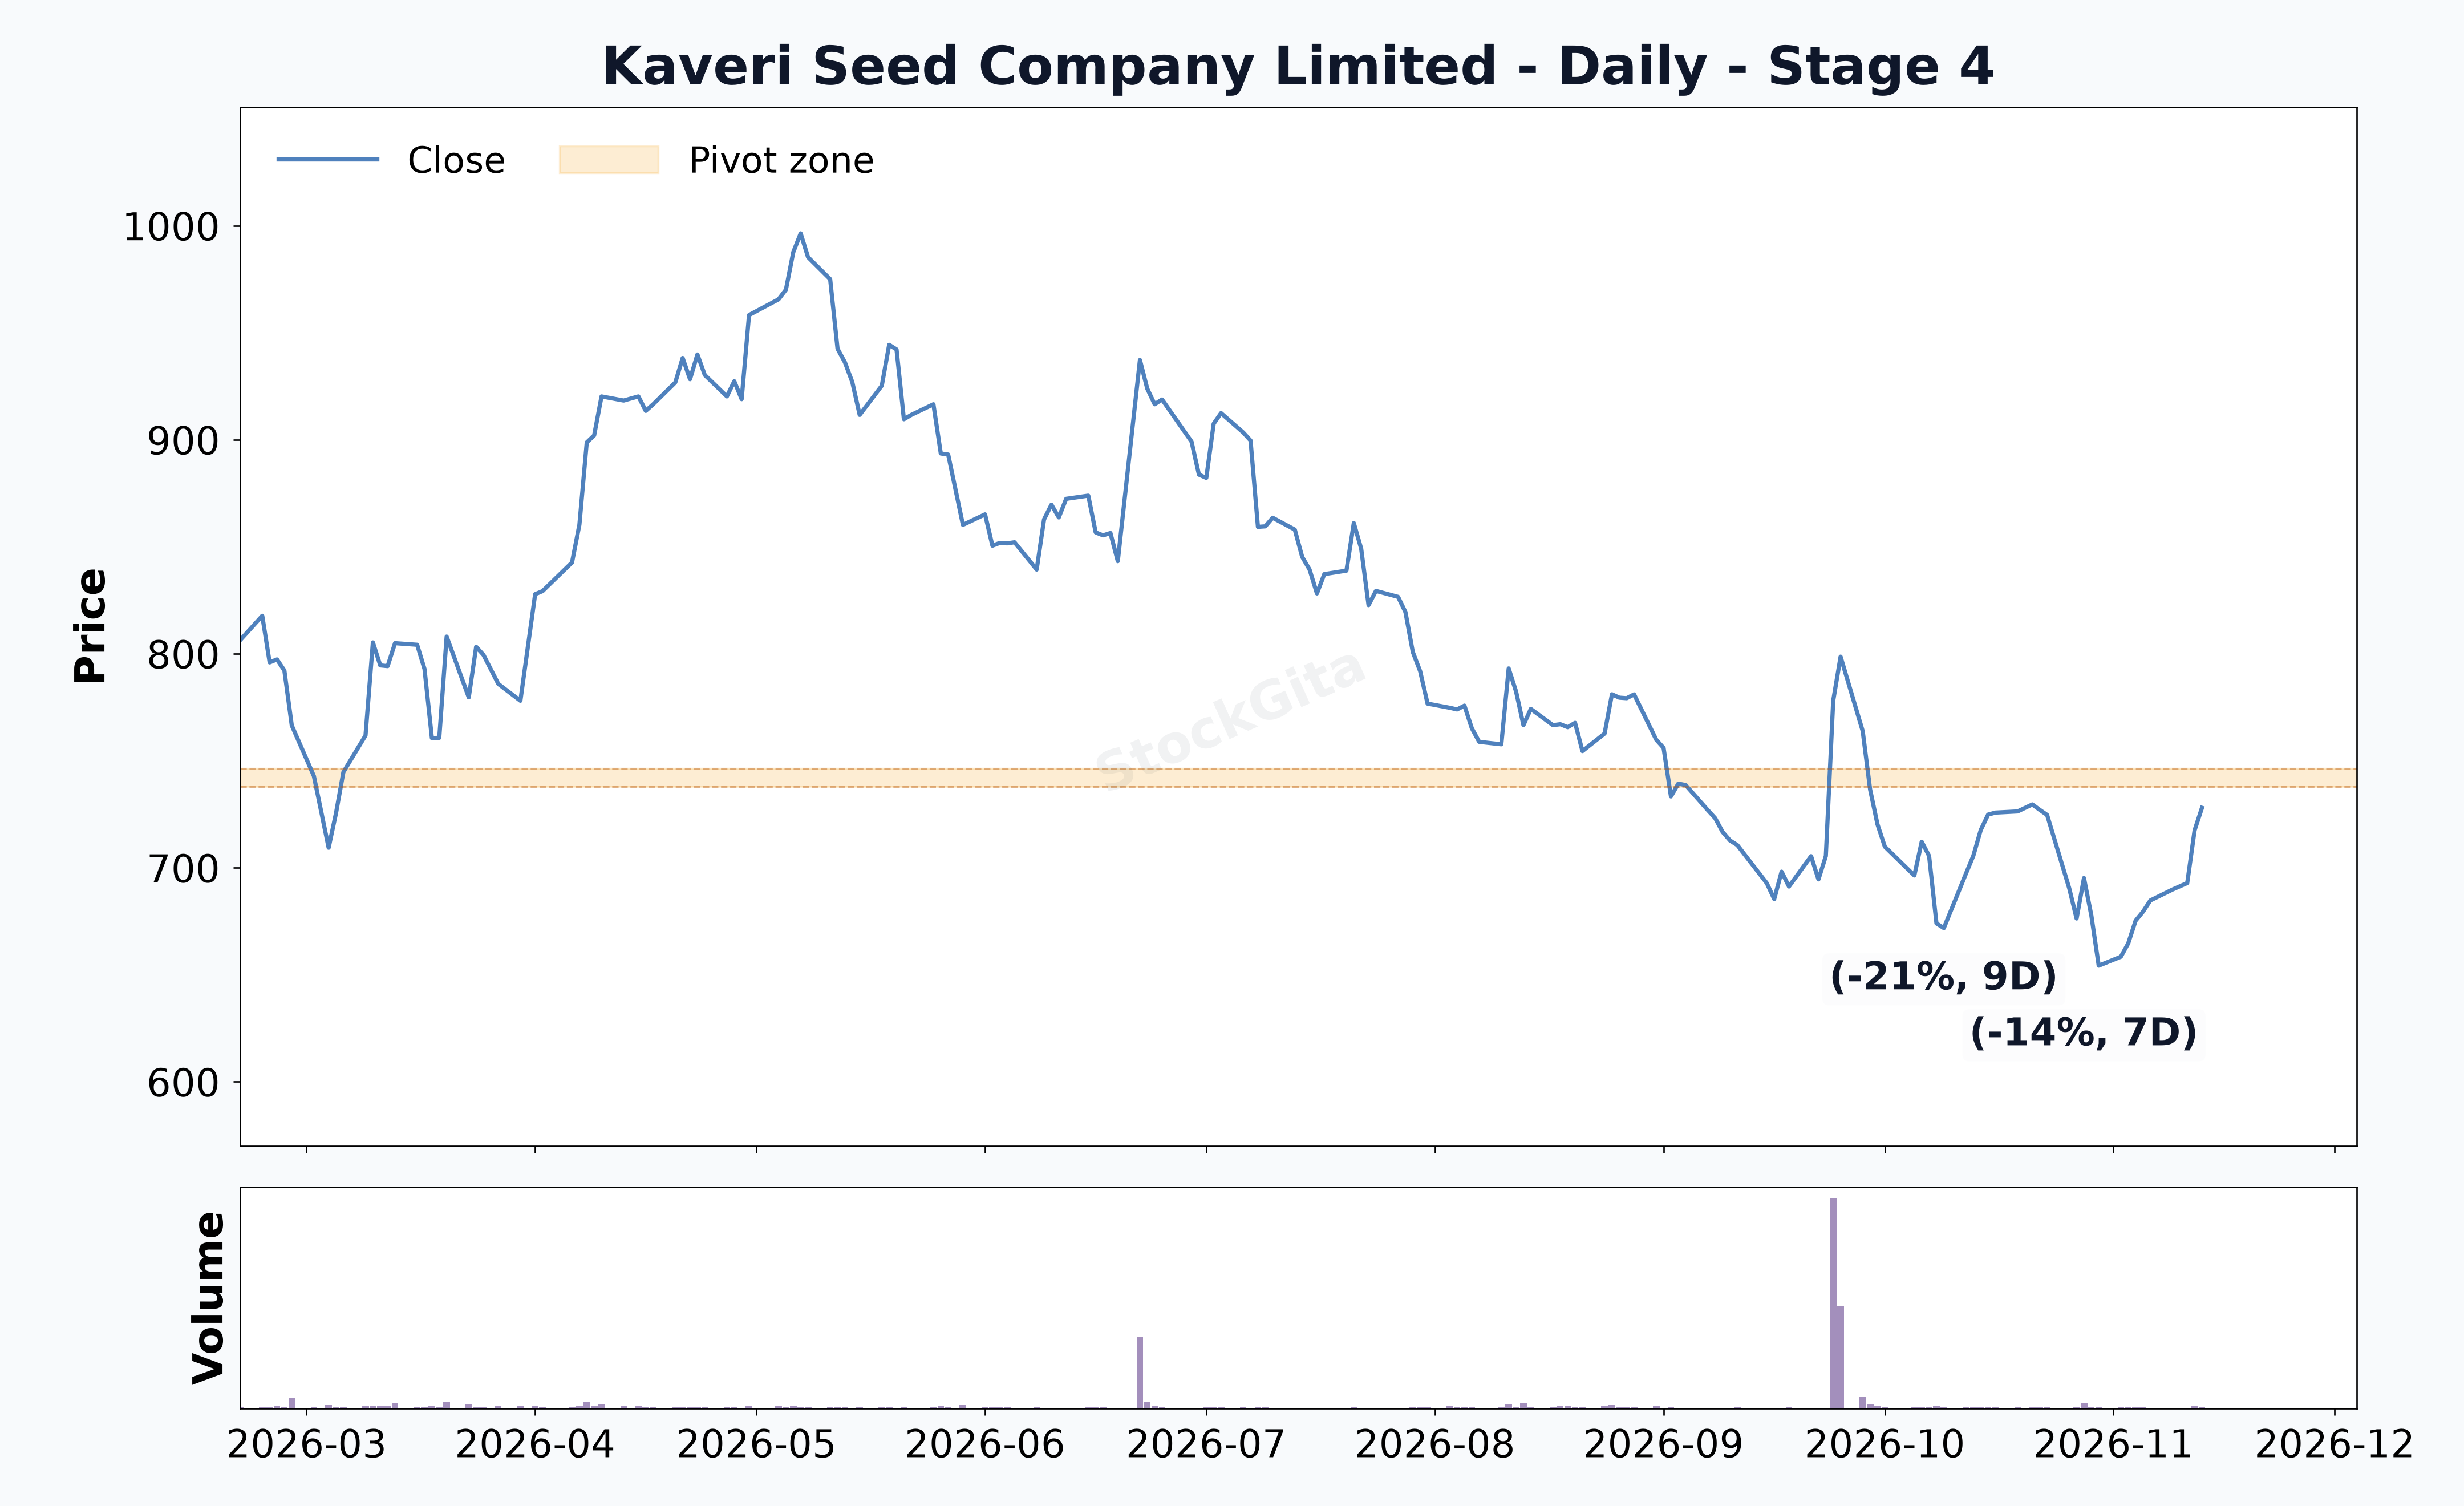 Kaveri Seed Company Limited - Daily - Stage 4
Close
Pivot zone
1000
900
800
700
600
Price
StockGita
(-21%, 9D)
(-14%, 7D)
Volume
2026-03
2026-04
2026-05
2026-06
2026-07
2026-08
2026-09
2026-10
2026-11
2026-12